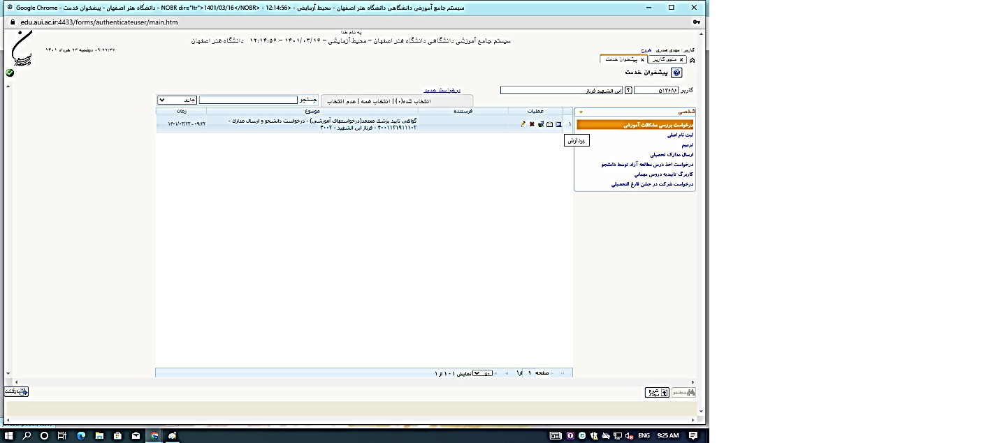 سیستم جامع آموزشی دانشگاهی دانشگاه هنر اصفهان - محیط آزمایشی - <NOBR dir="ltr">1401/03/16</NOBR> - 12:14:56 - دانشگاه هنر اصفهان - پیشخوان خدمت - Google Chrome
edu.aui.ac.ir:4433/forms/authenticateuser/main.htm
به نام خدا
سیستم جامع آموزشی دانشگاهی دانشگاه هنر اصفهان - محیط آزمایشی - ۱۴۰۱/۰۳/۱۶ - ۱۲:۱۴:۵۶ دانشگاه هنر اصفهان
کاربر: مهدی صدری خروج
۰۹:۲۲:۳۷ دوشنبه ۲۳ خرداد ۱۴۰۱
منوی کاربر x پیشخوان خدمت x
پیشخوان خدمت
کاربر ۵۱۳۶۸۶ ? ابن الشهید فرناز
درخواست جدید
انتخاب شده(۰) | انتخاب همه | عدم انتخاب جستجو جاری
عملیات فرستنده موضوع زمان
۱ گواهی تایید پزشک معتمد(درخواستهای آموزشی) - درخواست دانشجو و ارسال مدارک -
۴۰۰۱۱۳۱۹۱۱۱۰۲ - فرناز ابن الشهید - ۴۰۰۲
۱۴۰۱/۰۳/۲۳ - ۰۹:۲۲
پردازش
شخصی
درخواست بررسی مشکلات آموزشی
ثبت نام اصلی
ترمیم
ارسال مدارک تحصیلی
درخواست اخذ درس مطالعه آزاد توسط دانشجو
کاربرگ تاییدیه دروس مهمانی
درخواست شرکت در جشن فارغ التحصیلی
صفحه ۱ از۱ ۵۰ نمایش ۱ - ۱ از ۱
جستجو
بازگشت
ENG 9:25 AM